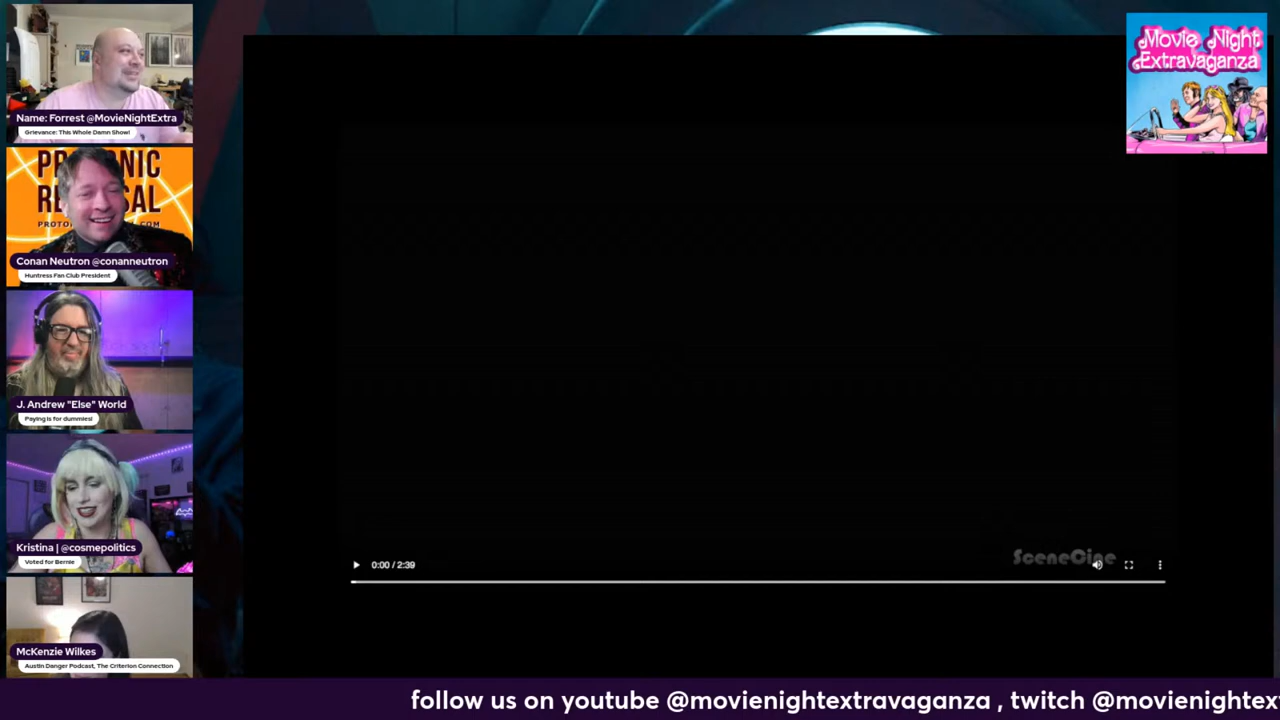 Name: Forrest @MovieNightExtra
Grievance: This Whole Damn Show!
Conan Neutron @conanneutron
Huntress Fan Club President
J. Andrew "Else" World
Paying is for dummies!
Kristina | @cosmepolitics
Voted for Bernie
McKenzie Wilkes
Austin Danger Podcast, The Criterion Connection
Movie Night
Extravaganza
SceneCine
0:00 / 2:39
follow us on youtube @movienightextravaganza , twitch @movienightex